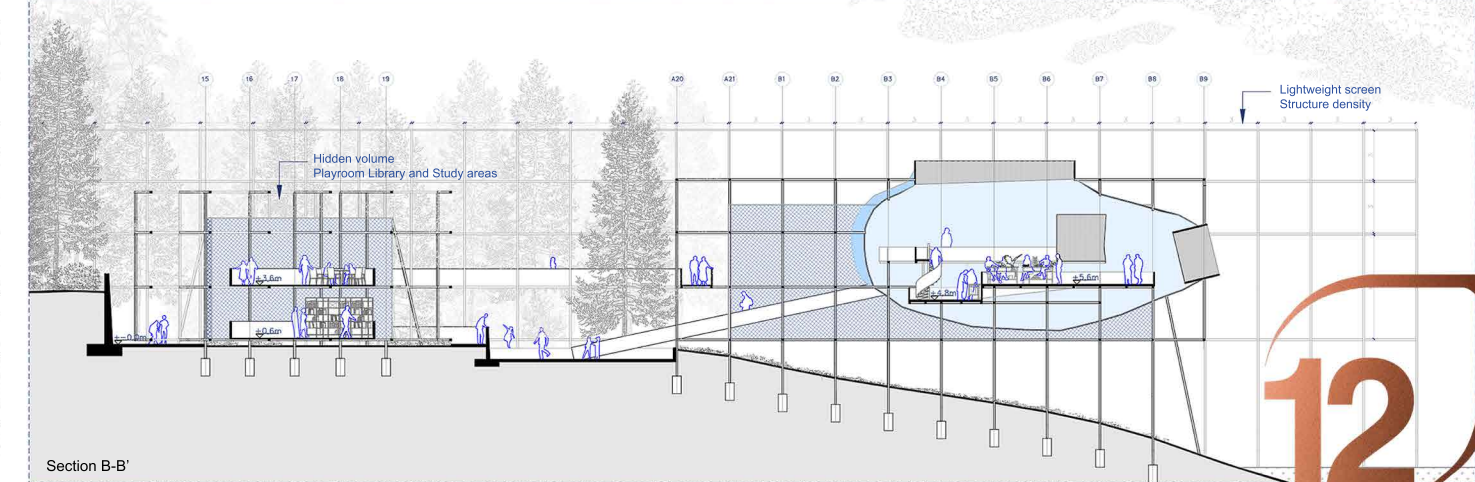 15 16 17 18 19 A20 A21 B1 B2 B3 B4 B5 B6 B7 B8 B9
Lightweight screen
Structure density
Hidden volume
Playroom Library and Study areas
+3.6m
+5.6m
+4.8m
+0.6m
12
Section B-B'